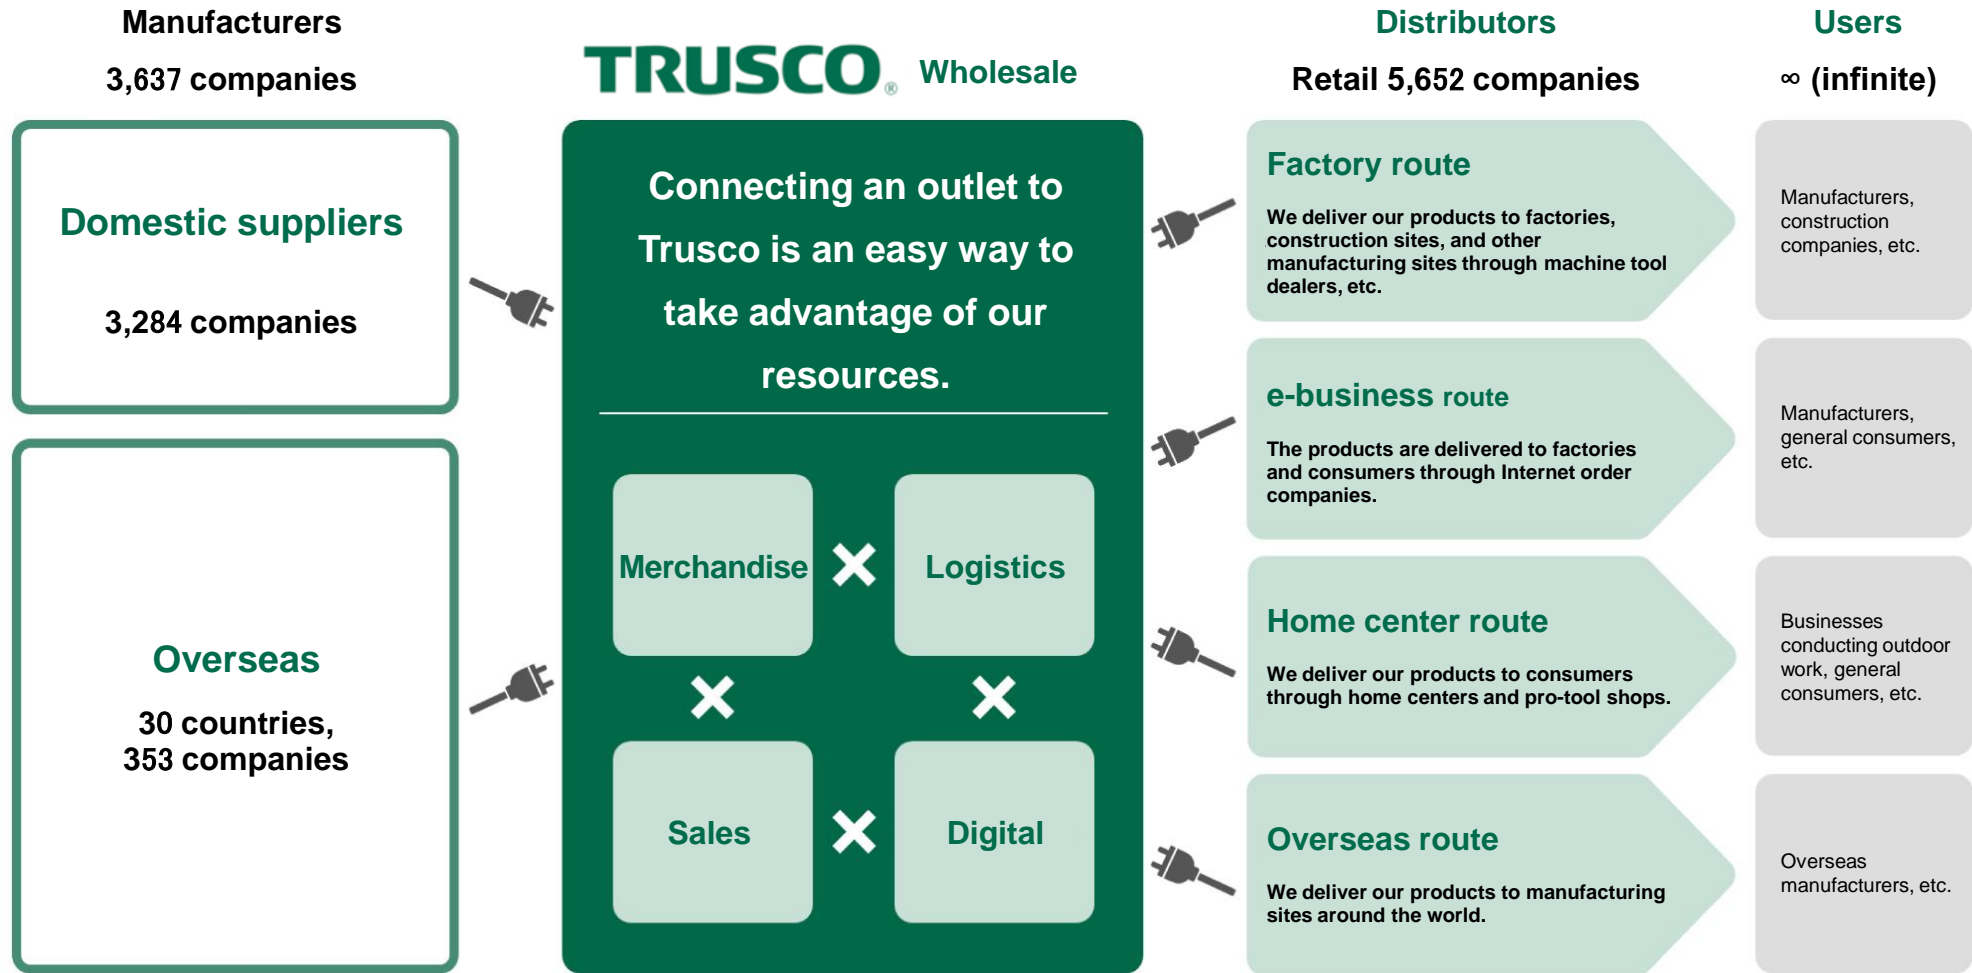 Manufacturers
3,637 companies
Domestic suppliers
3,284 companies
Overseas
30 countries,
353 companies
TRUSCO® Wholesale
Connecting an outlet to
Trusco is an easy way to
take advantage of our
resources.
Merchandise × Logistics
× ×
Sales × Digital
Distributors
Retail 5,652 companies
Factory route
We deliver our products to factories,
construction sites, and other
manufacturing sites through machine tool
dealers, etc.
e-business route
The products are delivered to factories
and consumers through Internet order
companies.
Home center route
We deliver our products to consumers
through home centers and pro-tool shops.
Overseas route
We deliver our products to manufacturing
sites around the world.
Users
∞ (infinite)
Manufacturers,
construction
companies, etc.
Manufacturers,
general consumers,
etc.
Businesses
conducting outdoor
work, general
consumers, etc.
Overseas
manufacturers, etc.